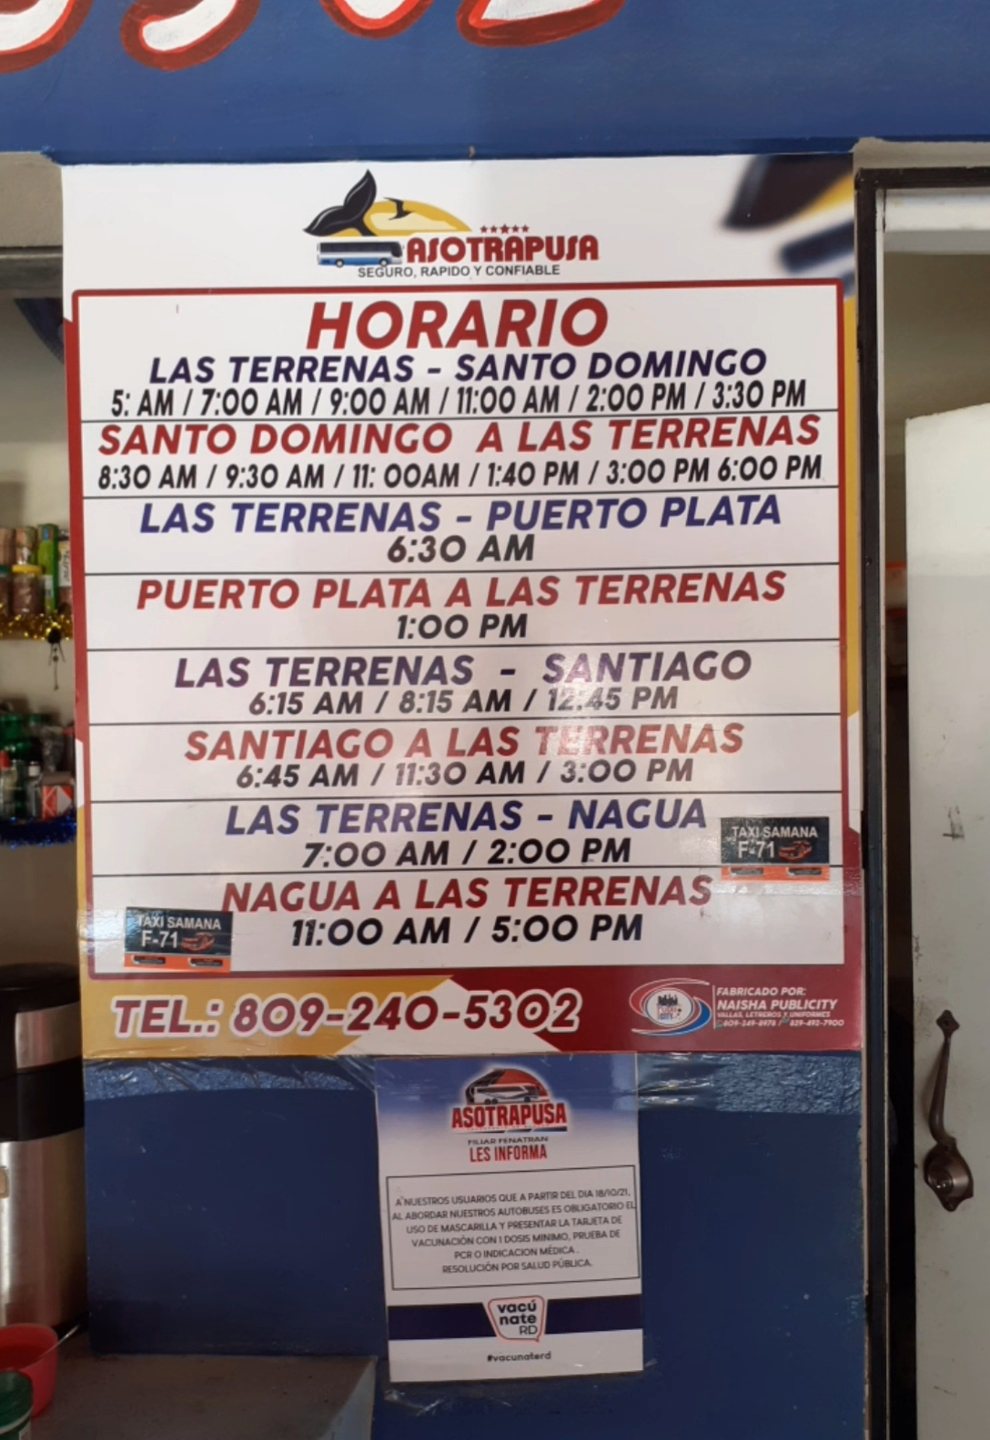 ASOTRAPUSA
SEGURO, RAPIDO Y CONFIABLE
HORARIO
LAS TERRENAS - SANTO DOMINGO
5: AM / 7:00 AM / 9:00 AM / 11:00 AM / 2:00 PM / 3:30 PM
SANTO DOMINGO A LAS TERRENAS
8:30 AM / 9:30 AM / 11: 00AM / 1:40 PM / 3:00 PM 6:00 PM
LAS TERRENAS - PUERTO PLATA
6:30 AM
PUERTO PLATA A LAS TERRENAS
1:00 PM
LAS TERRENAS - SANTIAGO
6:15 AM / 8:15 AM / 12:45 PM
SANTIAGO A LAS TERRENAS
6:45 AM / 11:30 AM / 3:00 PM
LAS TERRENAS - NAGUA
7:00 AM / 2:00 PM
TAXI SAMANA
F-71
NAGUA A LAS TERRENAS
11:00 AM / 5:00 PM
TAXI SAMANA
F-71
TEL.: 809-240-5302
FABRICADO POR:
NAISHA PUBLICITY
VALLAS, LETREROS Y UNIFORMES
ASOTRAPUSA
FILIAR FENATRAN
LES INFORMA
A NUESTROS USUARIOS QUE A PARTIR DEL DIA 18/10/21,
AL ABORDAR NUESTROS AUTOBUSES ES OBLIGATORIO EL
USO DE MASCARILLA Y PRESENTAR LA TARJETA DE
VACUNACIÓN CON 1 DOSIS MINIMO, PRUEBA DE
PCR O INDICACION MÉDICA..
RESOLUCIÓN POR SALUD PÚBLICA.
vacú
nate
RD
#vacunaterd